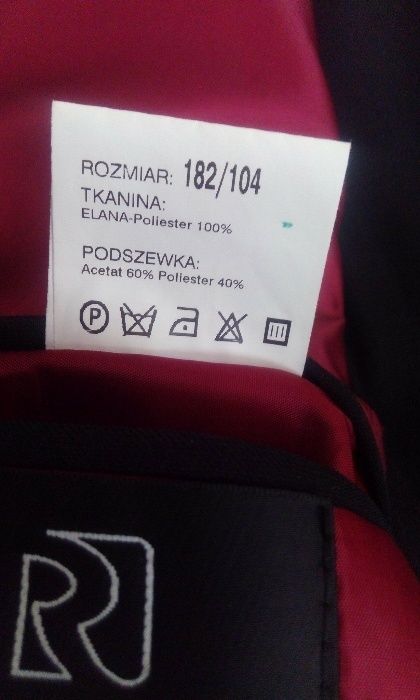 ROZMIAR: 182/104
TKANINA:
ELANA-Poliester 100%
PODSZEWKA:
Acetat 60% Poliester 40%
P
R